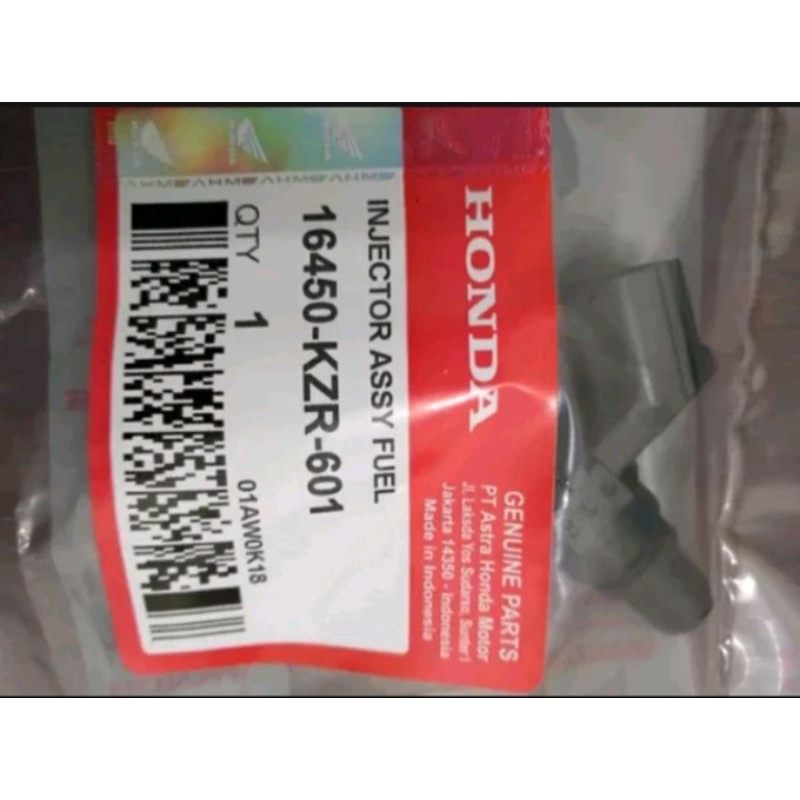 HONDA
GENUINE PARTS
PT Astra Honda Motor
Jl. Laksda Yos Sudarso, Sunter I
Jakarta 14350 - Indonesia
Made in Indonesia
INJECTOR ASSY FUEL
16450-KZR-601
QTY 1
01AW0K18
AHM AHM AHM